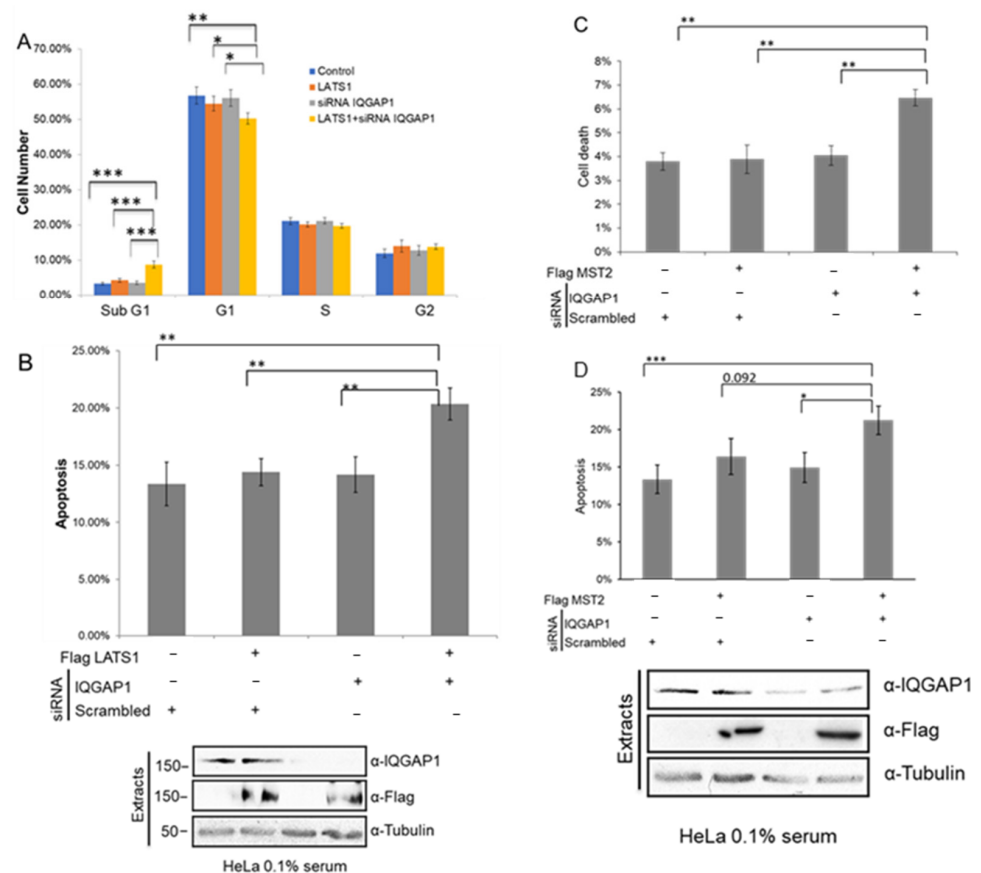 A
**
*
*
70.00%
60.00%
50.00%
40.00%
30.00%
20.00%
10.00%
0.00%
Cell Number
Control
LATS1
siRNA IQGAP1
LATS1+siRNA IQGAP1
***
***
***
Sub G1 G1 S G2
B
**
**
**
25.00%
20.00%
15.00%
10.00%
5.00%
0.00%
Apoptosis
Flag LATS1 – + – +
siRNA
IQGAP1 – – + +
Scrambled + + – –
Extracts
150– α-IQGAP1
150– α-Flag
50– α-Tubulin
HeLa 0.1% serum
C
**
**
**
8%
7%
6%
5%
4%
3%
2%
1%
0%
Cell death
Flag MST2 – + – +
siRNA
IQGAP1 – – + +
Scrambled + + – –
D
***
0.092
*
25%
20%
15%
10%
5%
0%
Apoptosis
Flag MST2 – + – +
siRNA
IQGAP1 – – + +
Scrambled + + – –
Extracts
α-IQGAP1
α-Flag
α-Tubulin
HeLa 0.1% serum